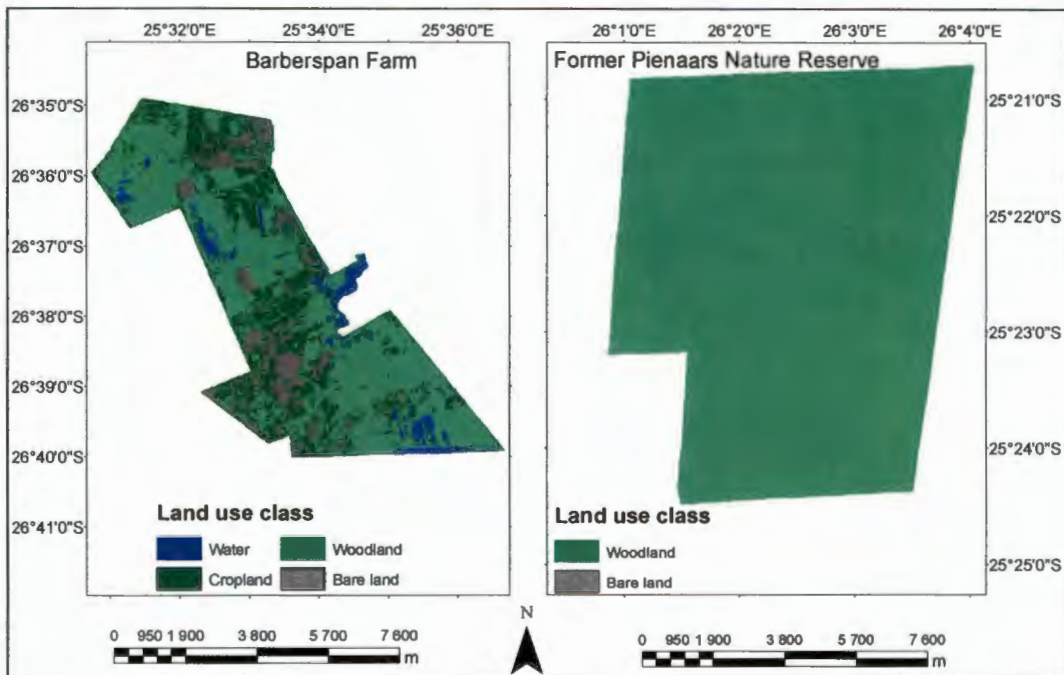 25°32'0"E 25°34'0"E 25°36'0"E
26°1'0"E 26°2'0"E 26°3'0"E 26°4'0"E
Barberspan Farm
Former Pienaars Nature Reserve
26°35'0"S
26°36'0"S
26°37'0"S
26°38'0"S
26°39'0"S
26°40'0"S
26°41'0"S
25°21'0"S
25°22'0"S
25°23'0"S
25°24'0"S
25°25'0"S
Land use class
Water Woodland
Cropland Bare land
Land use class
Woodland
Bare land
0 950 1 900 3 800 5 700 7 600
m
N
0 950 1 900 3 800 5 700 7 600
m